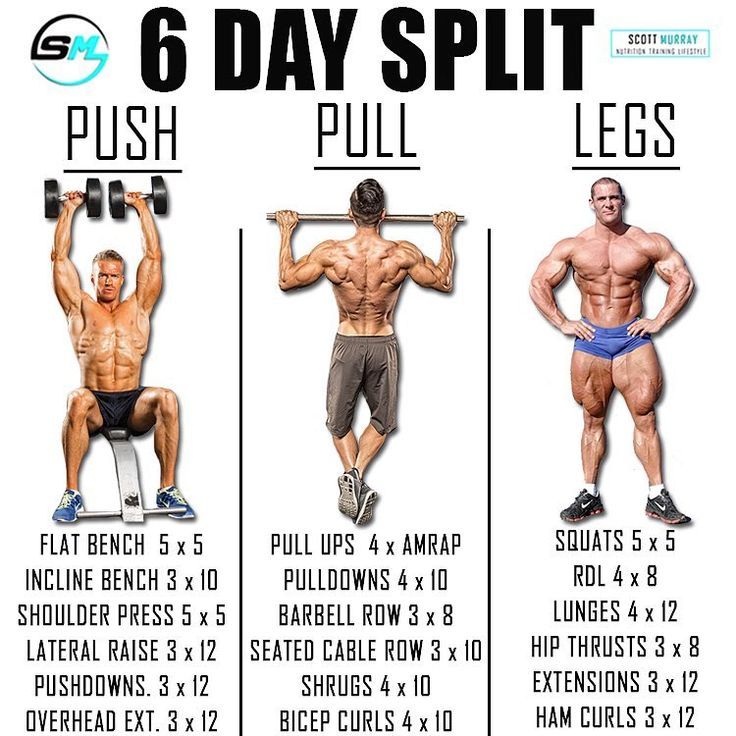 SM
6 DAY SPLIT
SCOTT MURRAY
NUTRITION TRAINING LIFESTYLE
PUSH
FLAT BENCH 5 x 5
INCLINE BENCH 3 x 10
SHOULDER PRESS 5 x 5
LATERAL RAISE 3 x 12
PUSHDOWNS. 3 x 12
OVERHEAD EXT. 3 x 12
PULL
PULL UPS 4 x AMRAP
PULLDOWNS 4 x 10
BARBELL ROW 3 x 8
SEATED CABLE ROW 3 x 10
SHRUGS 4 x 10
BICEP CURLS 4 x 10
LEGS
SQUATS 5 x 5
RDL 4 x 8
LUNGES 4 x 12
HIP THRUSTS 3 x 8
EXTENSIONS 3 x 12
HAM CURLS 3 x 12